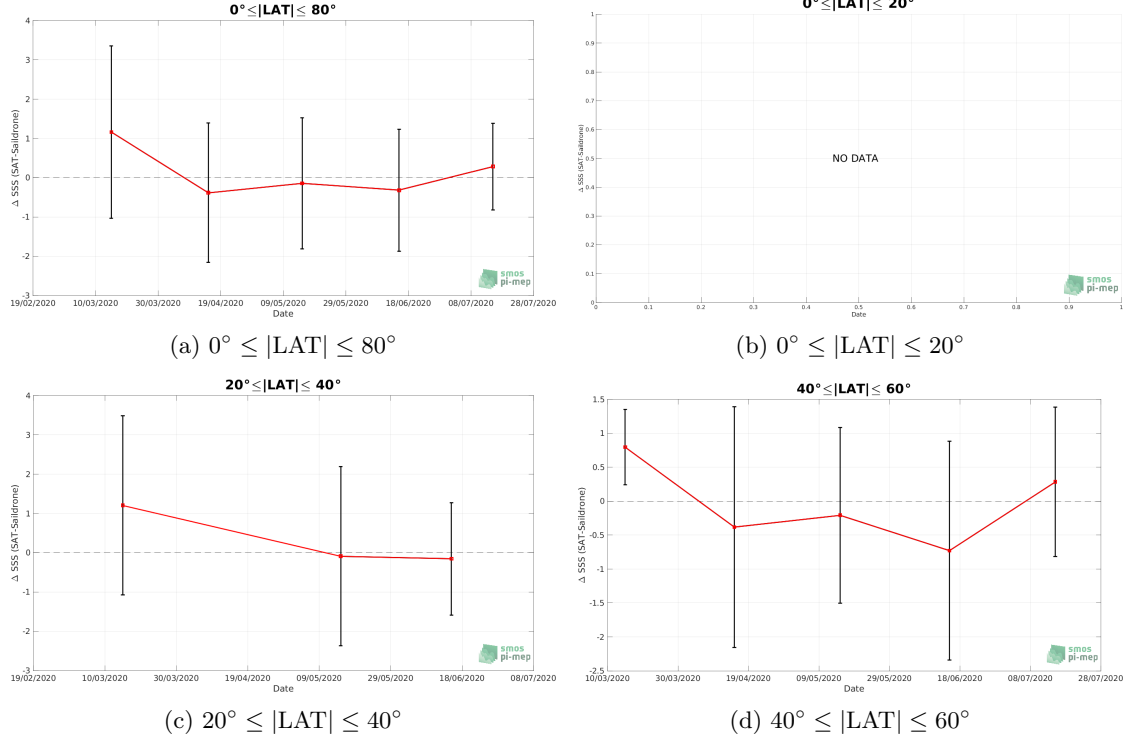 0°≤|LAT|≤ 80°
4
3
2
1
0
-1
-2
-3
Δ SSS (SAT-Saildrone)
19/02/2020 10/03/2020 30/03/2020 19/04/2020 09/05/2020 29/05/2020 18/06/2020 08/07/2020 28/07/2020
Date
smos
pi-mep
(a) 0° ≤ |LAT| ≤ 80°
0°≤|LAT|≤ 20°
1
0.9
0.8
0.7
0.6
0.5
0.4
0.3
0.2
0.1
0
Δ SSS (SAT-Saildrone)
NO DATA
0 0.1 0.2 0.3 0.4 0.5 0.6 0.7 0.8 0.9 1
Date
smos
pi-mep
(b) 0° ≤ |LAT| ≤ 20°
20°≤|LAT|≤ 40°
4
3
2
1
0
-1
-2
-3
Δ SSS (SAT-Saildrone)
19/02/2020 10/03/2020 30/03/2020 19/04/2020 09/05/2020 29/05/2020 18/06/2020 08/07/2020
Date
smos
pi-mep
(c) 20° ≤ |LAT| ≤ 40°
40°≤|LAT|≤ 60°
1.5
1
0.5
0
-0.5
-1
-1.5
-2
-2.5
Δ SSS (SAT-Saildrone)
10/03/2020 30/03/2020 19/04/2020 09/05/2020 29/05/2020 18/06/2020 08/07/2020 28/07/2020
Date
smos
pi-mep
(d) 40° ≤ |LAT| ≤ 60°